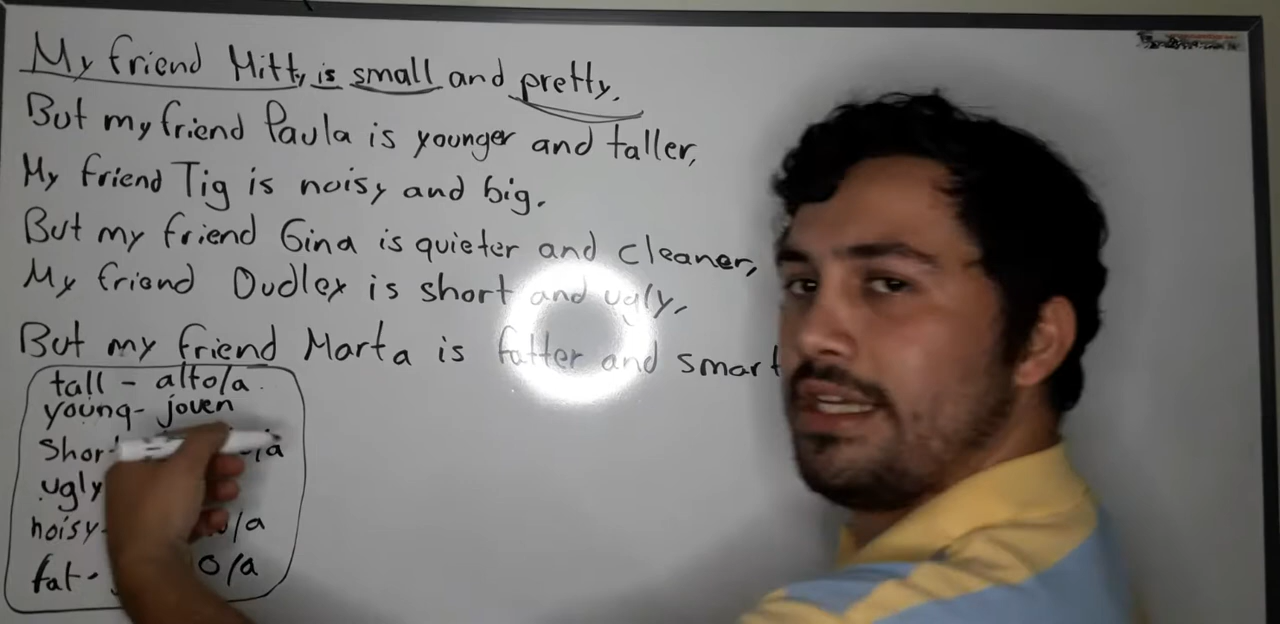 My friend Mitty is small and pretty.
But my friend Paula is younger and taller,
My friend Tig is noisy and big.
But my friend Gina is quieter and cleaner,
My friend Dudley is short and ugly,
But my friend Marta is fatter and smart
tall - alto/a.
young - joven
Shor
ugly
noisy- /a
fat- o/a